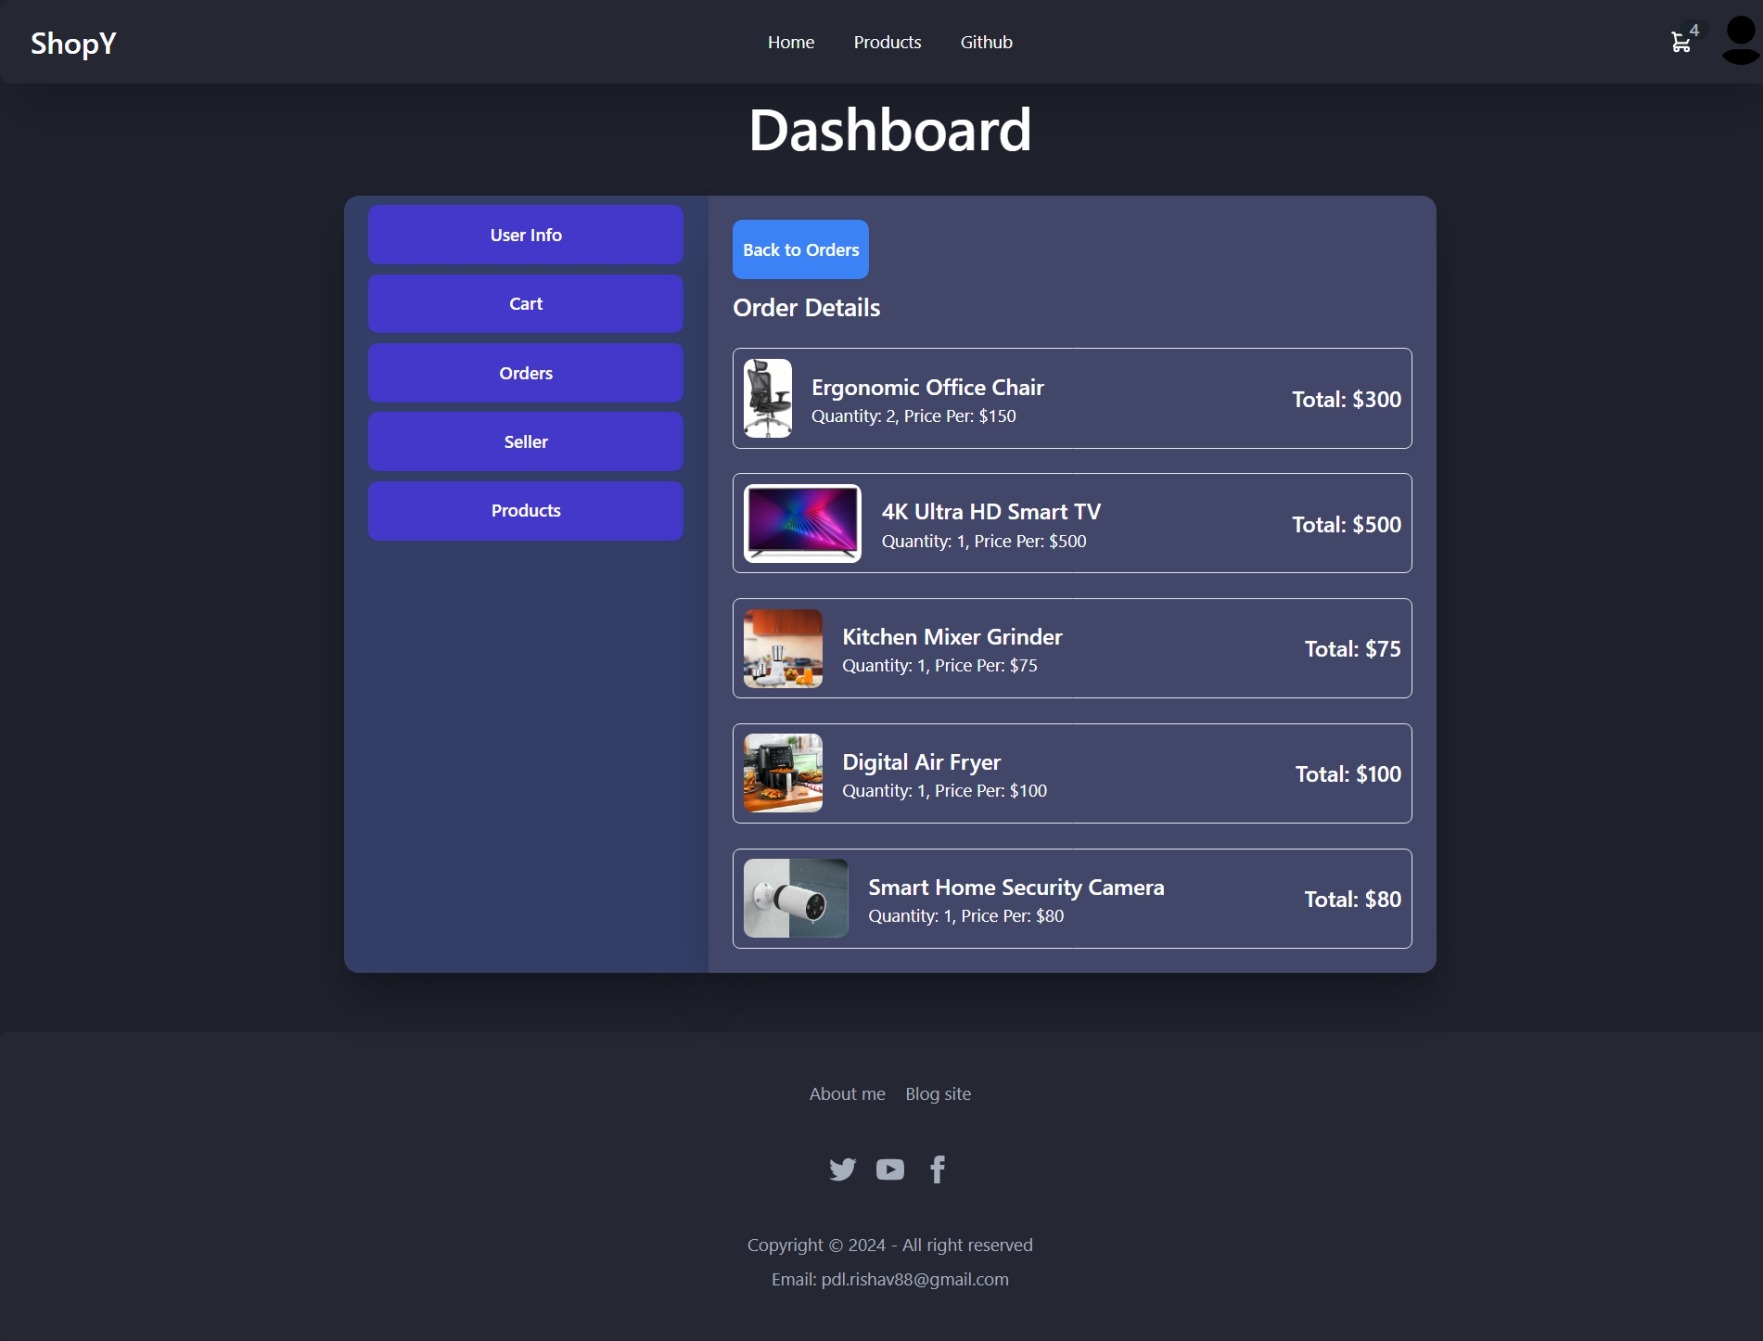 ShopY
Home Products Github
4
Dashboard
User Info
Cart
Orders
Seller
Products
Back to Orders
Order Details
Ergonomic Office Chair
Quantity: 2, Price Per: $150
Total: $300
4K Ultra HD Smart TV
Quantity: 1, Price Per: $500
Total: $500
Kitchen Mixer Grinder
Quantity: 1, Price Per: $75
Total: $75
Digital Air Fryer
Quantity: 1, Price Per: $100
Total: $100
Smart Home Security Camera
Quantity: 1, Price Per: $80
Total: $80
About me Blog site
Copyright © 2024 - All right reserved
Email: pdl.rishav88@gmail.com